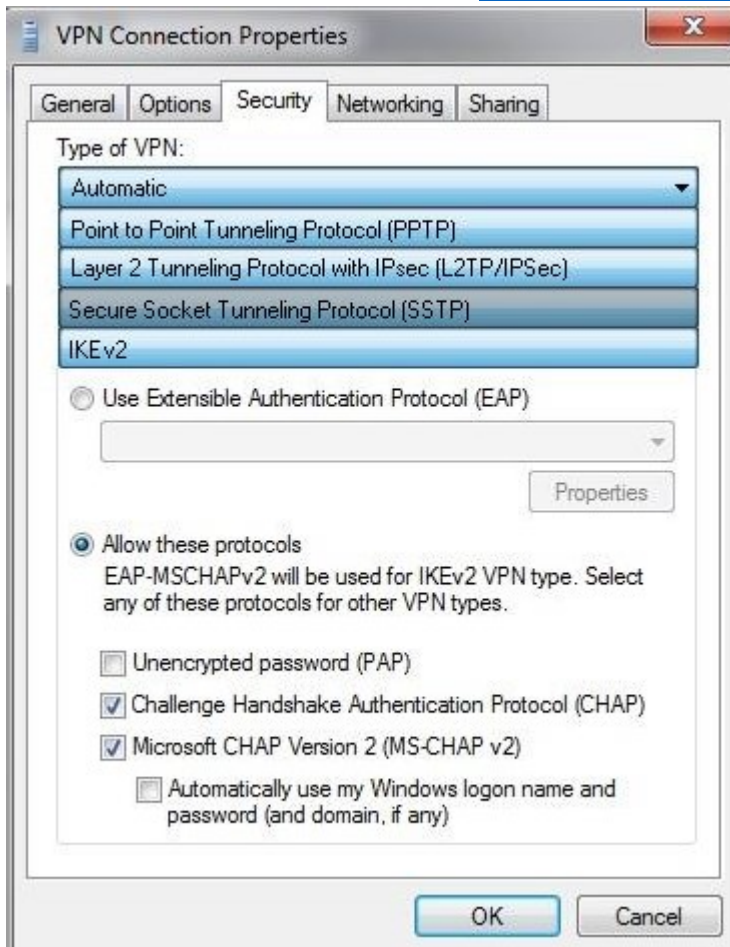 VPN Connection Properties
General Options Security Networking Sharing
Type of VPN:
Automatic
Point to Point Tunneling Protocol (PPTP)
Layer 2 Tunneling Protocol with IPsec (L2TP/IPSec)
Secure Socket Tunneling Protocol (SSTP)
IKEv2
Use Extensible Authentication Protocol (EAP)
Properties
Allow these protocols
EAP-MSCHAPv2 will be used for IKEv2 VPN type. Select
any of these protocols for other VPN types.
Unencrypted password (PAP)
Challenge Handshake Authentication Protocol (CHAP)
Microsoft CHAP Version 2 (MS-CHAP v2)
Automatically use my Windows logon name and
password (and domain, if any)
OK Cancel